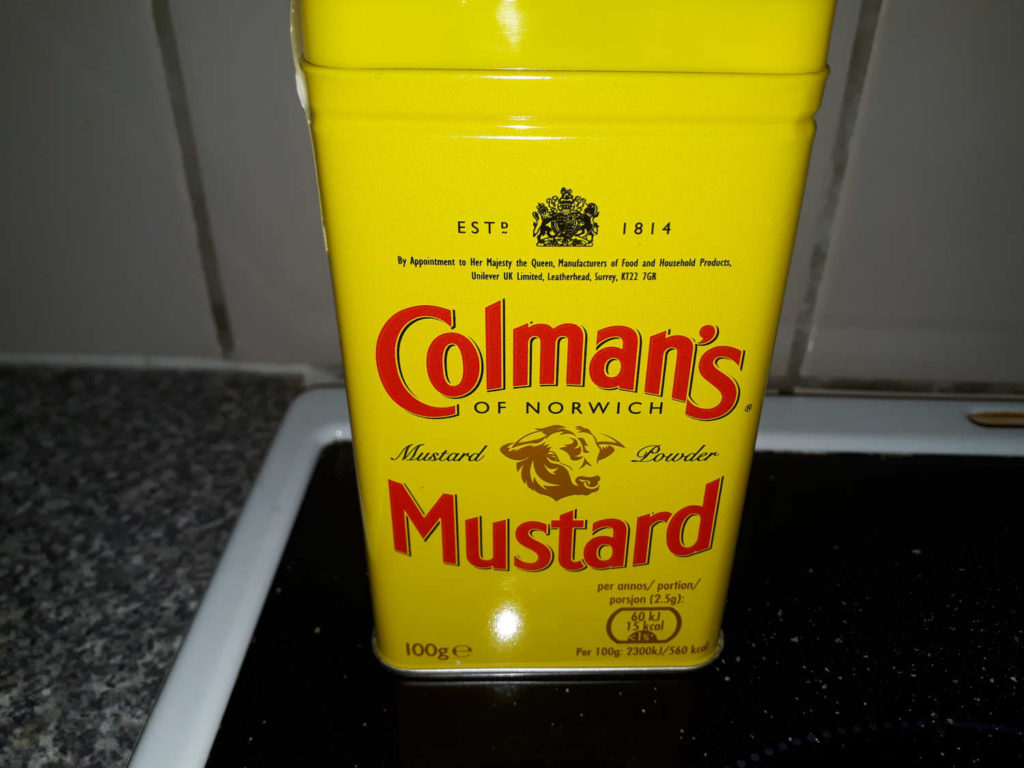 ESTD 1814
By Appointment to Her Majesty the Queen, Manufacturers of Food and Household Products,
Unilever UK Limited, Leatherhead, Surrey, KT22 7GR
Colman's
OF NORWICH ®
Mustard Powder
Mustard
per annos/ portion/
porsjon (2.5g):
60 kJ
15 kcal
<1%
100g ℮
Per 100g: 2300kJ/560 kcal